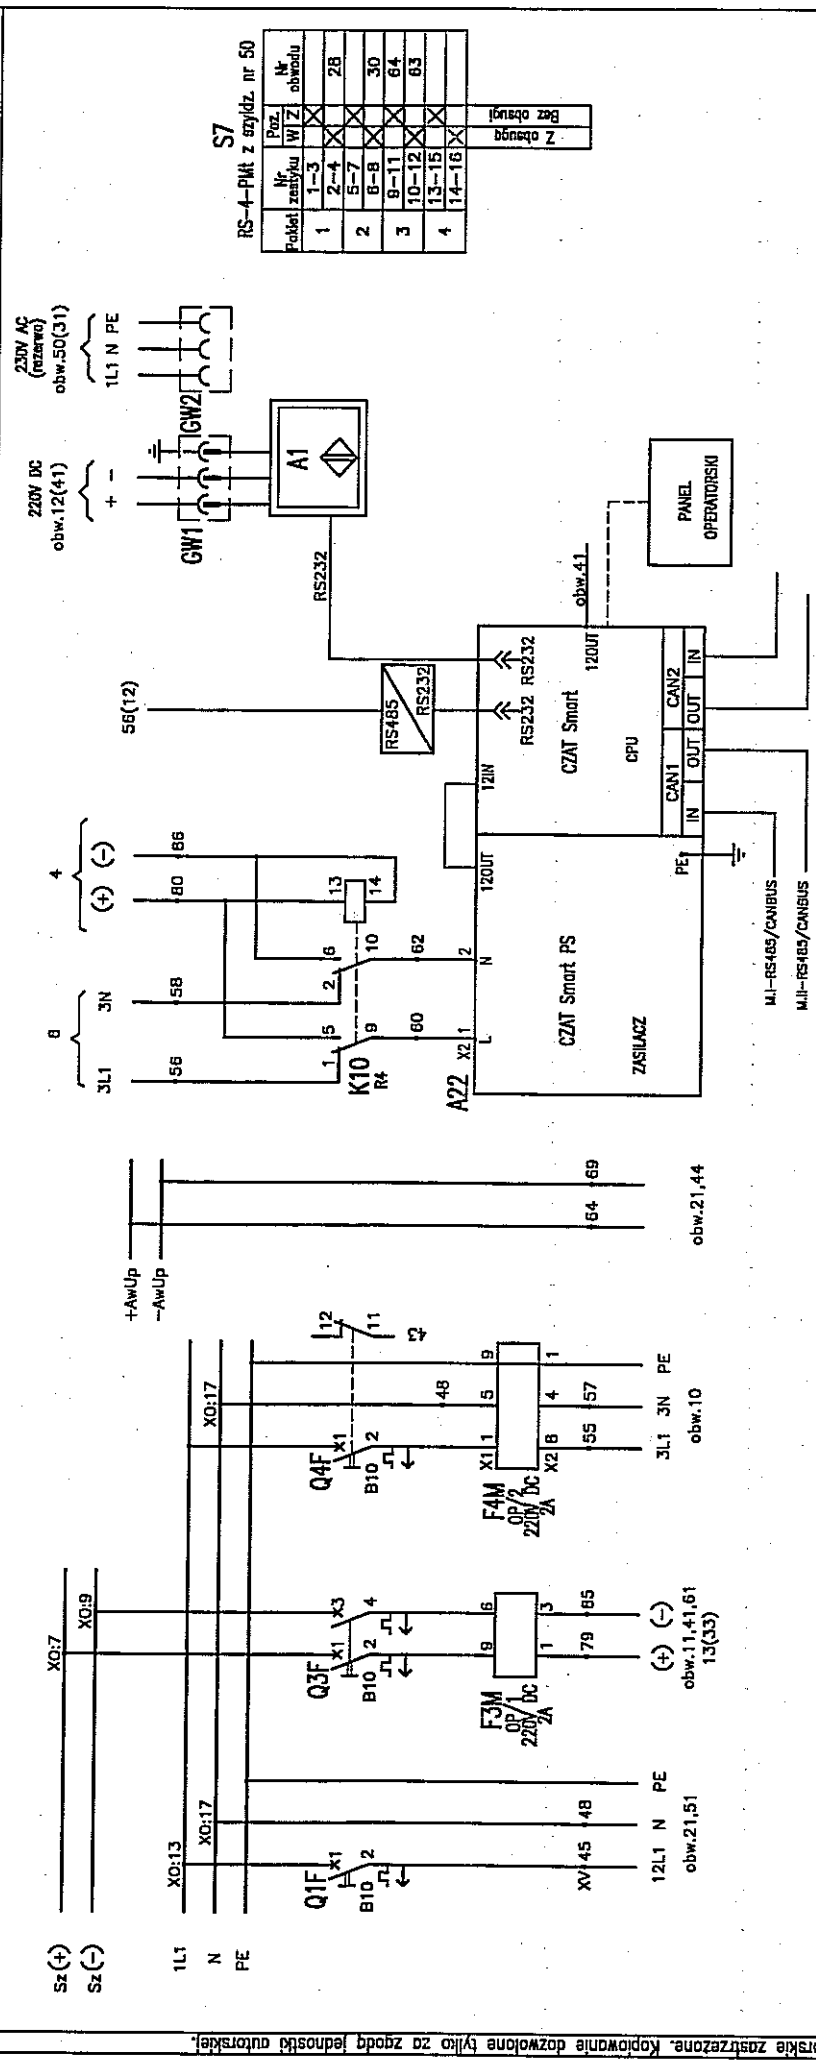 Sz(+)
Sz(-)
1L1
N
PE
X0:7
X0:9
X0:13
X0:17
Q1F
X1
2
B10
XV
45
48
12L1 N PE
obw.21,51
Q3F
X1
X3
2
4
B10
F3M
OP/1
220V DC
2A
9
6
1
3
79
65
(+) (-)
obw.11,41,61
13(33)
X0:17
Q4F
X1
2
B10
12
11
43
48
F4M
OP/2
220V DC
2A
X1
1
5
9
X2
8
4
1
55
57
3L1 3N PE
obw.10
+AwUp
-AwUp
64
69
obw.21,44
3L1
3N
56
58
4
(+) (-)
80
86
K10
R4
1
5
9
2
6
10
13
14
60
62
A22
X2
1
2
L
N
CZAT Smart PS
ZASILACZ
12OUT
PE
12IN
CZAT Smart
CPU
RS232
RS232
12OUT
obw.41
CAN1
CAN2
IN
OUT
OUT
IN
M.I-RS485/CANBUS
M.II-RS485/CANBUS
56(12)
RS485
RS232
RS232
PANEL
OPERATORSKI
220V DC
obw.12(41)
+ -
GW1
A1
230V AC
(rezerwa)
obw.50(31)
1L1 N PE
GW2
S7
RS-4-PMt z szyldz. nr 50
Pakiet
Nr zestyku
Poz.
W Z
Nr obwodu
1
1-3
2-4
28
2
5-7
6-8
30
3
9-11
64
10-12
63
4
13-15
14-16
Z obsługą
Bez obsługi
rskie zastrzeżone. Kopiowanie dozwolone tylko za zgodą jednostki autorskiej.